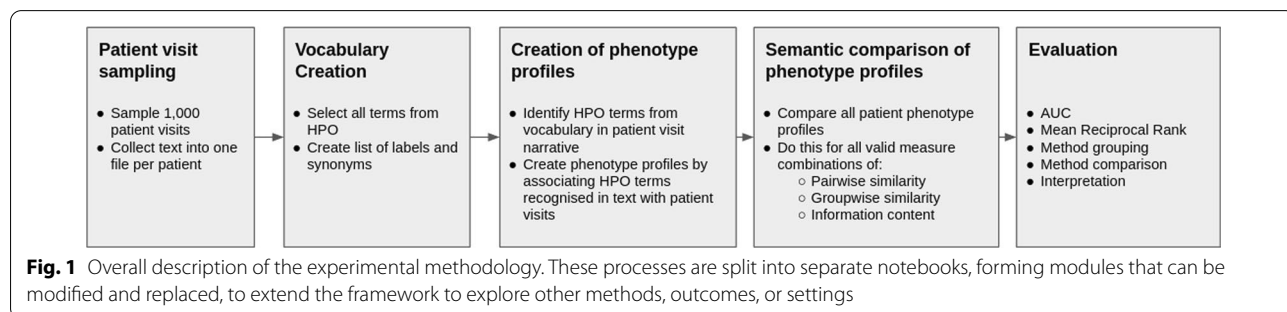 Patient visit
sampling
● Sample 1,000
patient visits
● Collect text into one
file per patient
Vocabulary
Creation
● Select all terms from
HPO
● Create list of labels and
synonyms
Creation of phenotype
profiles
● Identify HPO terms from
vocabulary in patient visit
narrative
● Create phenotype profiles by
associating HPO terms
recognised in text with patient
visits
Semantic comparison of
phenotype profiles
● Compare all patient phenotype
profiles
● Do this for all valid measure
combinations of:
○ Pairwise similarity
○ Groupwise similarity
○ Information content
Evaluation
● AUC
● Mean Reciprocal Rank
● Method grouping
● Method comparison
● Interpretation
Fig. 1 Overall description of the experimental methodology. These processes are split into separate notebooks, forming modules that can be
modified and replaced, to extend the framework to explore other methods, outcomes, or settings